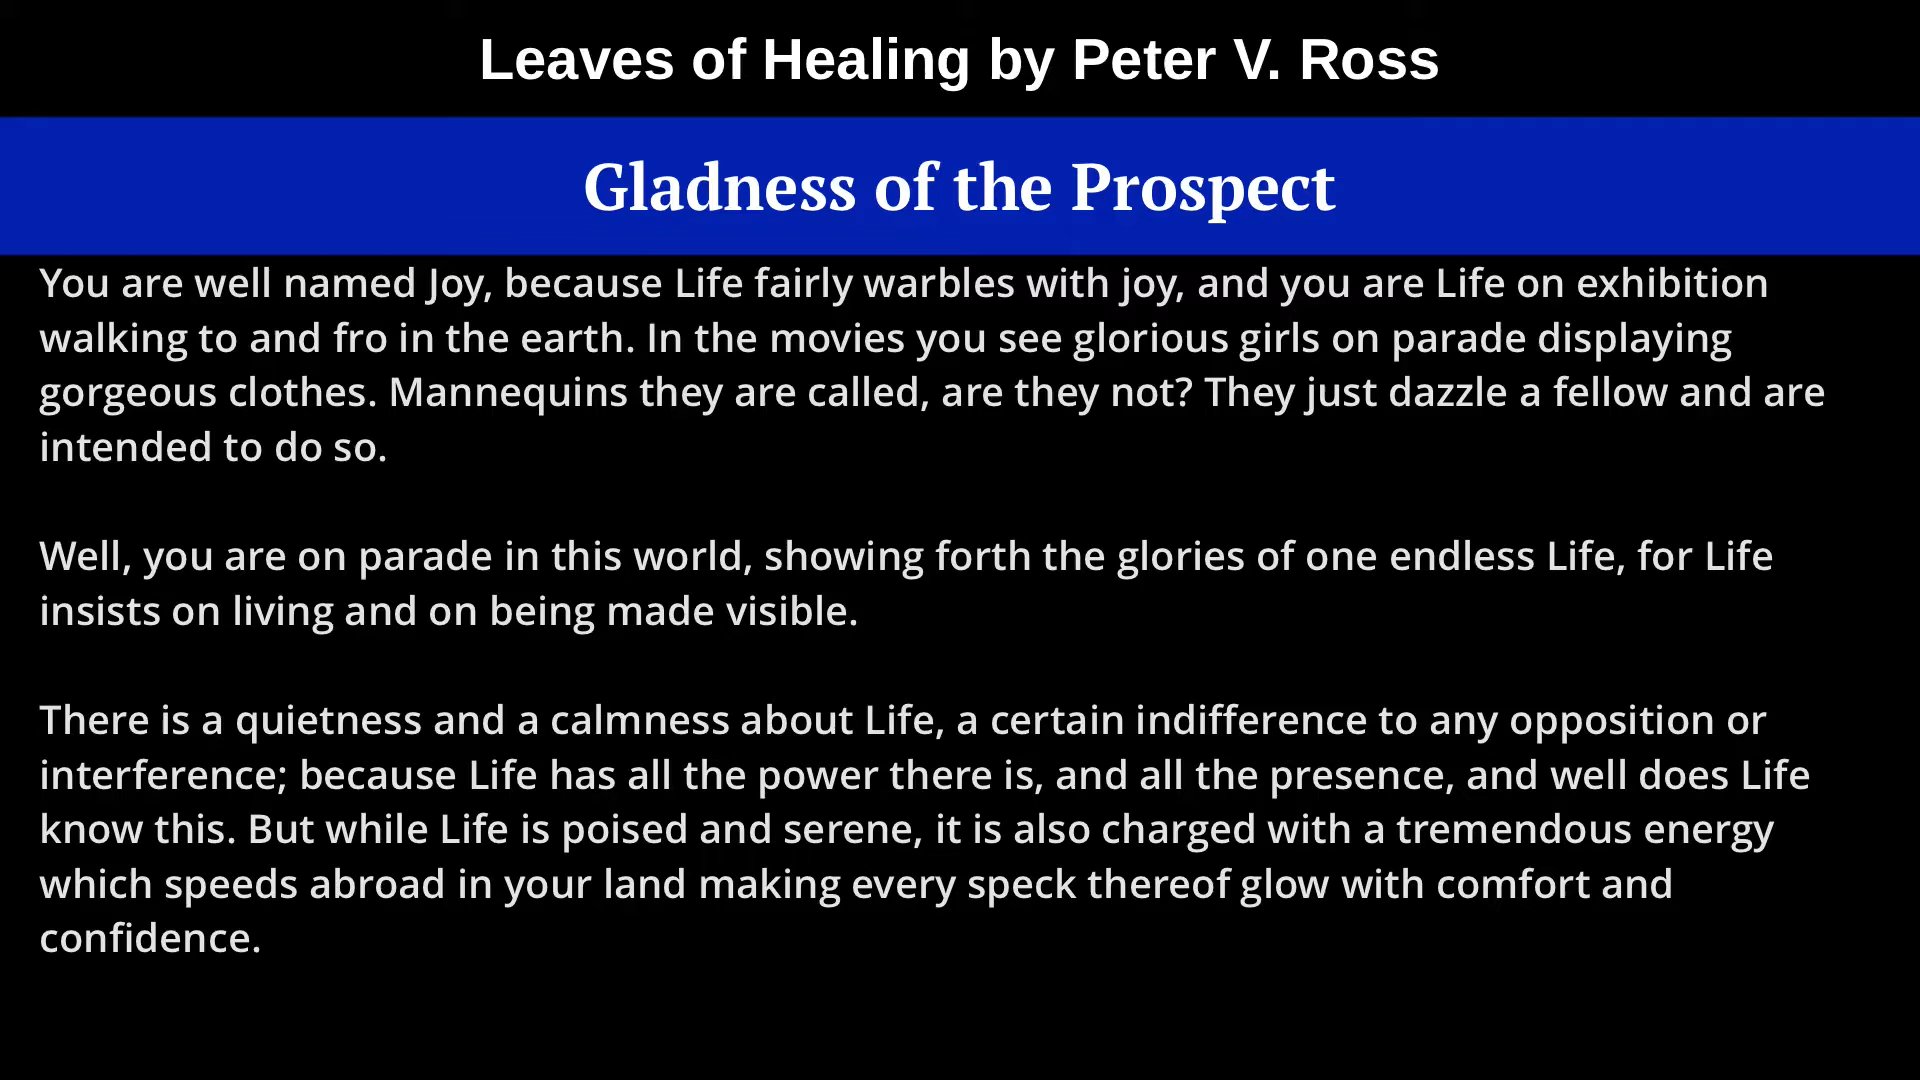 Leaves of Healing by Peter V. Ross
Gladness of the Prospect
You are well named Joy, because Life fairly warbles with joy, and you are Life on exhibition
walking to and fro in the earth. In the movies you see glorious girls on parade displaying
gorgeous clothes. Mannequins they are called, are they not? They just dazzle a fellow and are
intended to do so.
Well, you are on parade in this world, showing forth the glories of one endless Life, for Life
insists on living and on being made visible.
There is a quietness and a calmness about Life, a certain indifference to any opposition or
interference; because Life has all the power there is, and all the presence, and well does Life
know this. But while Life is poised and serene, it is also charged with a tremendous energy
which speeds abroad in your land making every speck thereof glow with comfort and
confidence.